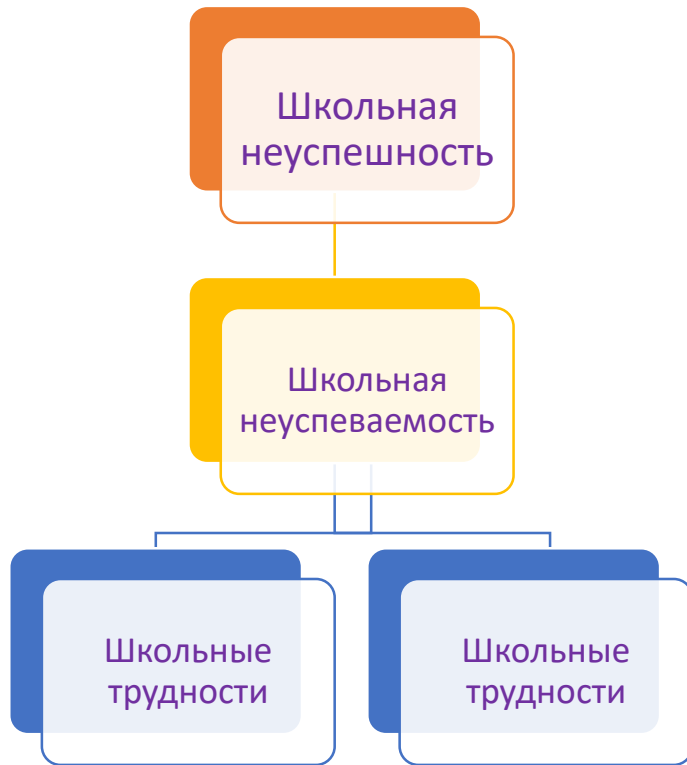 Школьная
неуспешность
Школьная
неуспеваемость
Школьные
трудности
Школьные
трудности